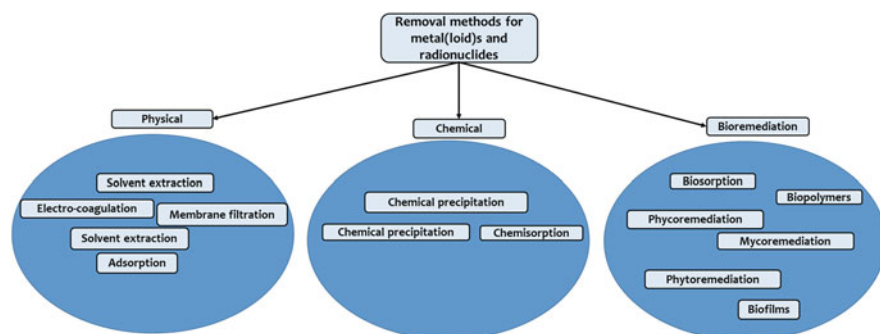 Removal methods for
metal(loid)s and
radionuclides
Physical
Chemical
Bioremediation
Solvent extraction
Electro-coagulation
Membrane filtration
Solvent extraction
Adsorption
Chemical precipitation
Chemical precipitation
Chemisorption
Biosorption
Biopolymers
Phycoremediation
Mycoremediation
Phytoremediation
Biofilms